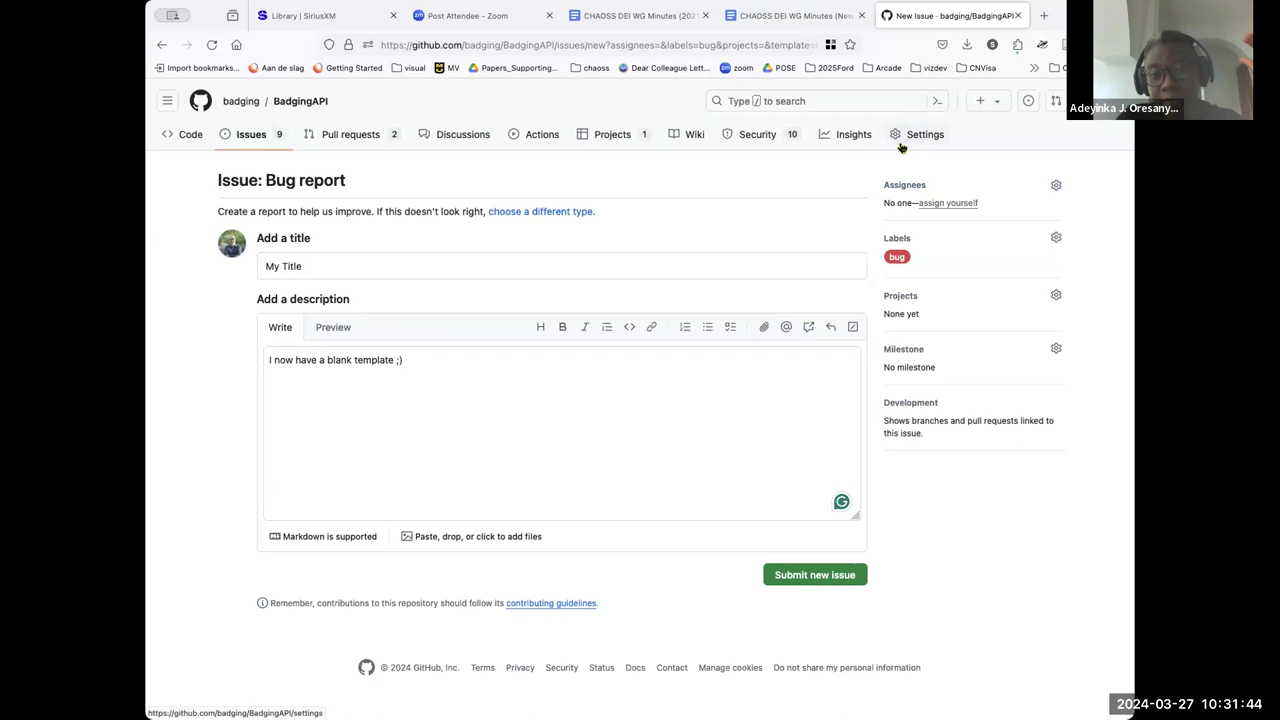 Library | SiriusXM
Post Attendee - Zoom
CHAOSS DEI WG Minutes (202
CHAOSS DEI WG Minutes (Nev
New Issue · badging/BadgingAPI
https://github.com/badging/BadgingAPI/issues/new?assignees=&labels=bug&projects=&template=
Import bookmarks...
Aan de slag
Getting Started
visual
MV
Papers_Supporting...
chaoss
Dear Colleague Lett...
zoom
POSE
2025Ford
Arcade
vizdev
CNVisa
Adeyinka J. Oresany...
badging / BadgingAPI
Type / to search
Code
Issues 9
Pull requests 2
Discussions
Actions
Projects 1
Wiki
Security 10
Insights
Settings
Issue: Bug report
Create a report to help us improve. If this doesn't look right, choose a different type.
Add a title
My Title
Add a description
Write
Preview
I now have a blank template ;)
Markdown is supported
Paste, drop, or click to add files
Submit new issue
Remember, contributions to this repository should follow its contributing guidelines.
Assignees
No one—assign yourself
Labels
bug
Projects
None yet
Milestone
No milestone
Development
Shows branches and pull requests linked to
this issue.
© 2024 GitHub, Inc.
Terms
Privacy
Security
Status
Docs
Contact
Manage cookies
Do not share my personal information
https://github.com/badging/BadgingAPI/settings
2024-03-27 10:31:44